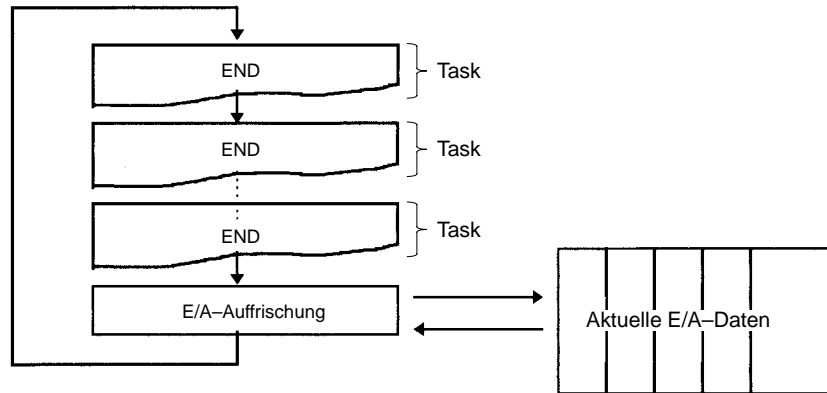 END
Task
END
Task
END
Task
E/A–Auffrischung
Aktuelle E/A–Daten